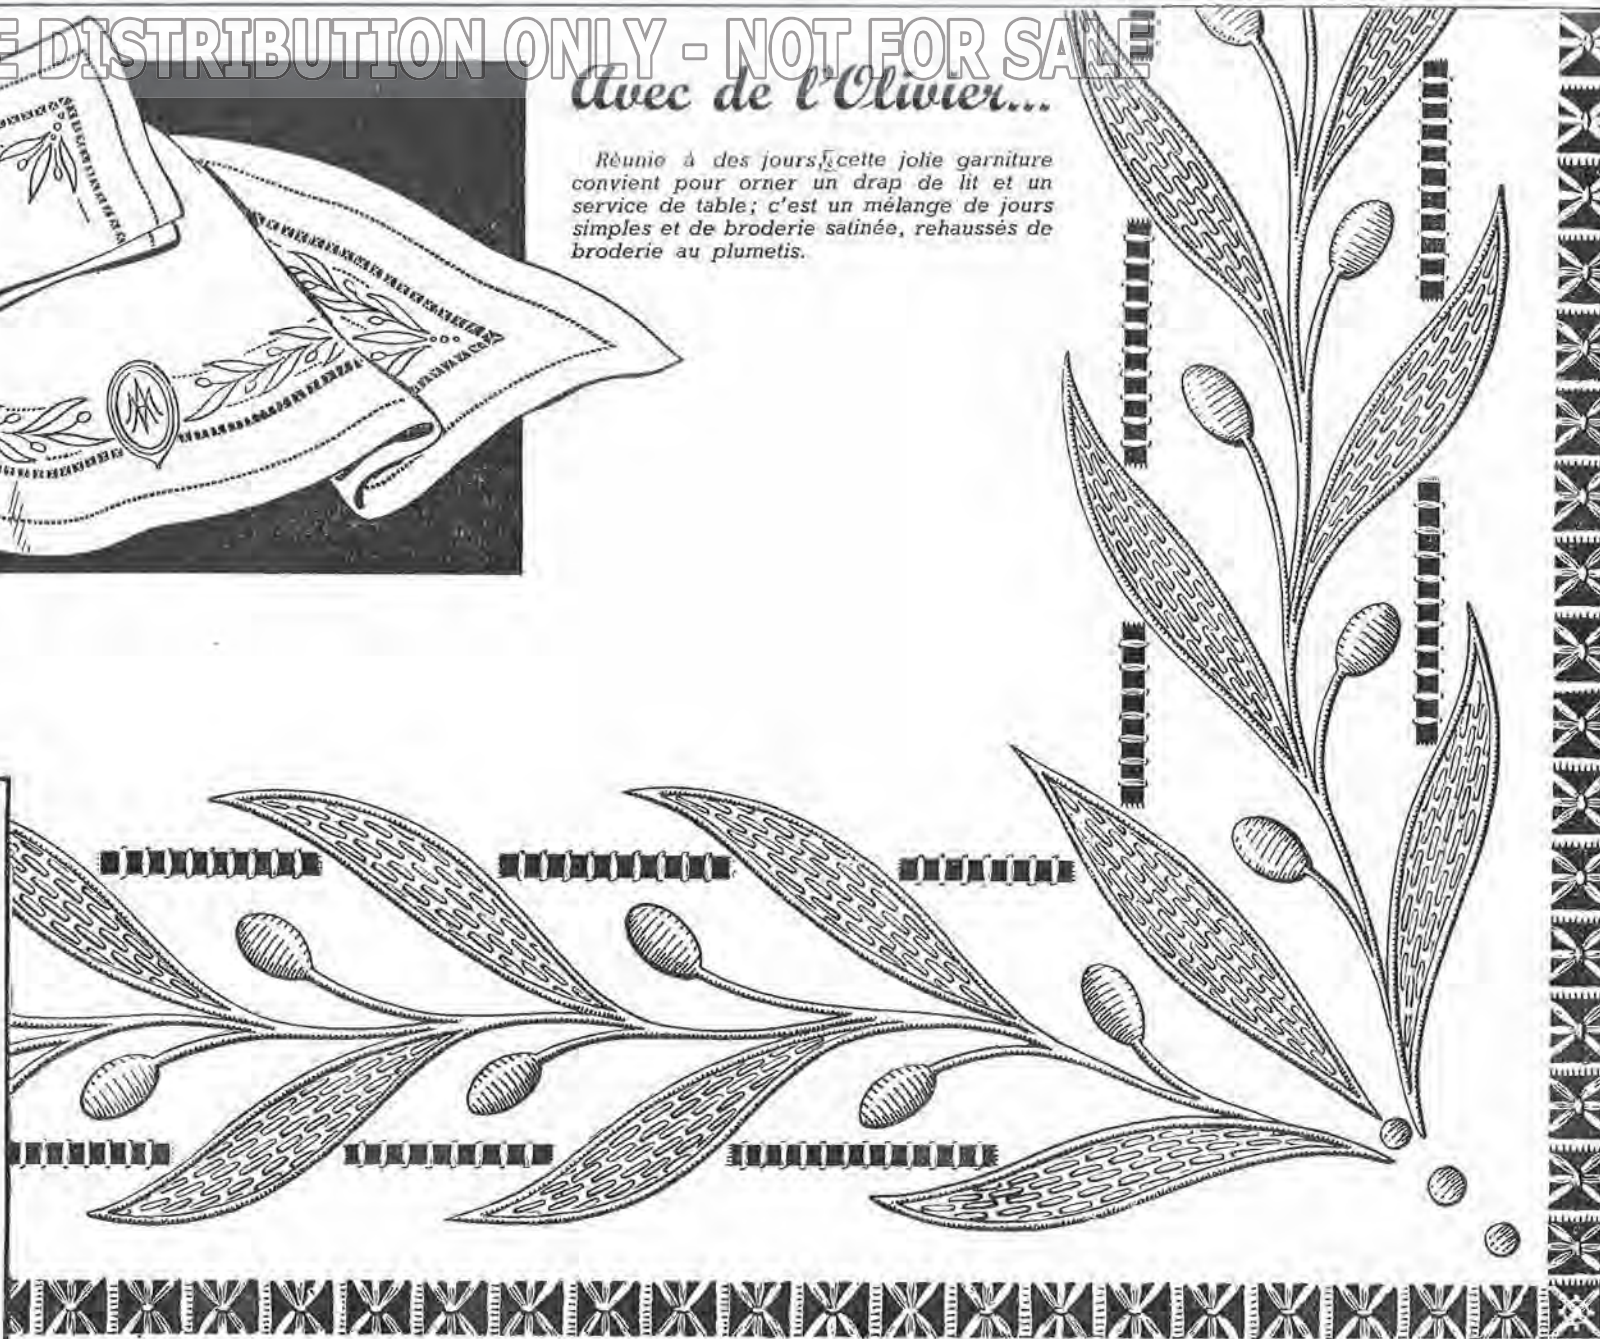 E DISTRIBUTION ONLY - NOT FOR SALE
Avec de l'Olivier...
Réunie à des jours, cette jolie garniture
convient pour orner un drap de lit et un
service de table; c'est un mélange de jours
simples et de broderie satinée, rehaussés de
broderie au plumetis.